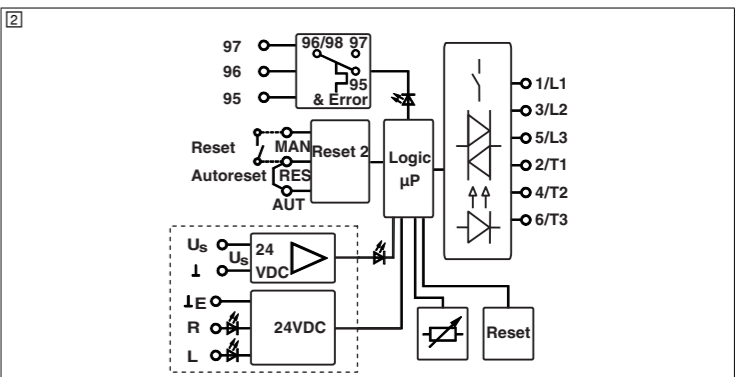 2
97
96
95
96/98 97
95
& Error
1/L1
3/L2
5/L3
2/T1
4/T2
6/T3
Reset
Autoreset
MAN
RES
AUT
Reset 2
Logic
µP
Us
⊥
Us
24
VDC
⊥E
R
L
24VDC
Reset